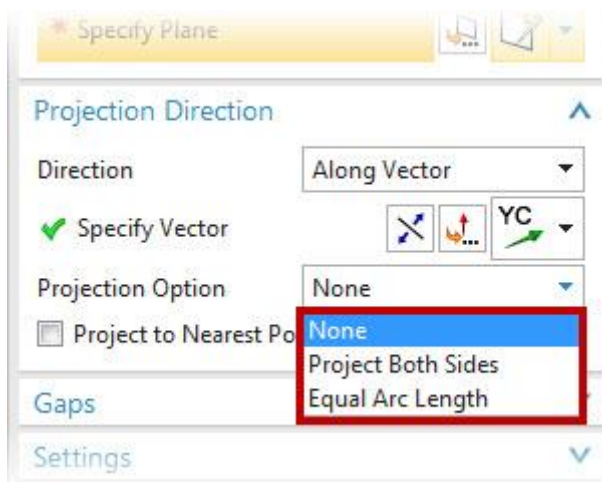 * Specify Plane
Projection Direction
Direction Along Vector
Specify Vector YC
Projection Option None
Project to Nearest Po
None
Project Both Sides
Equal Arc Length
Gaps
Settings